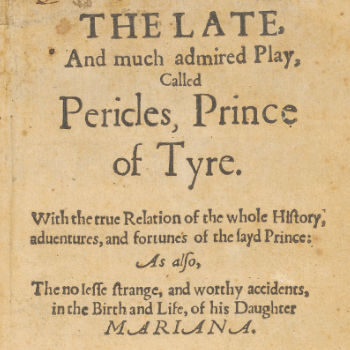 THE LATE,
And much admired Play,
Called
Pericles, Prince
of Tyre.
With the true Relation of the whole History,
aduentures, and fortunes of the sayd Prince:
As also,
The no lesse strange, and worthy accidents,
in the Birth and Life, of his Daughter
MARIANA.